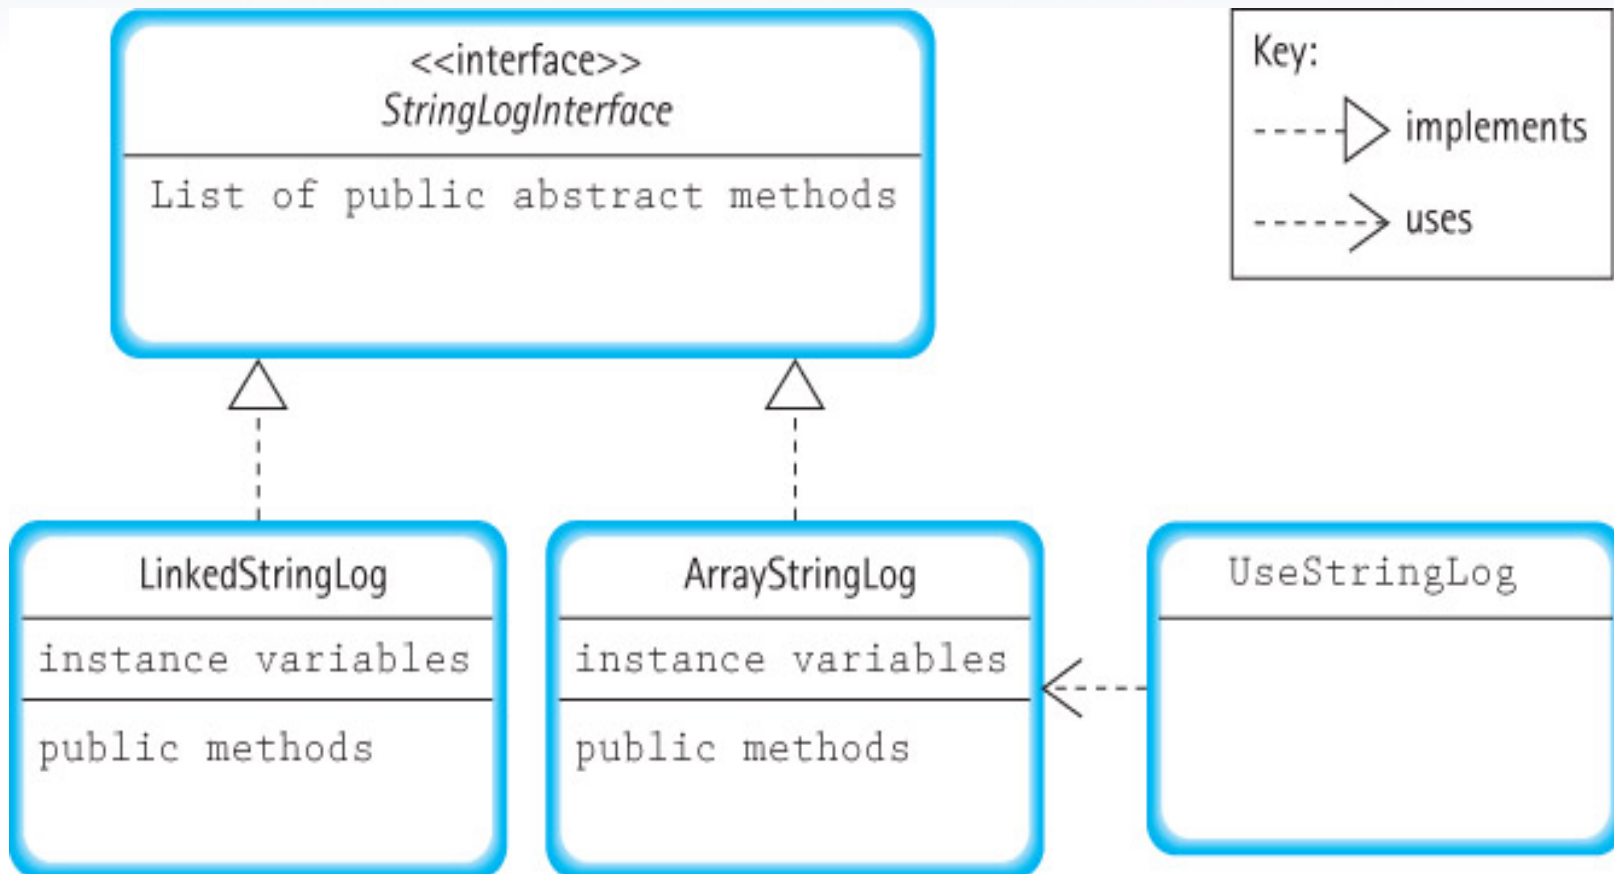 <<interface>>
StringLogInterface
List of public abstract methods
Key:
implements
uses
LinkedStringLog
instance variables
public methods
ArrayStringLog
instance variables
public methods
UseStringLog